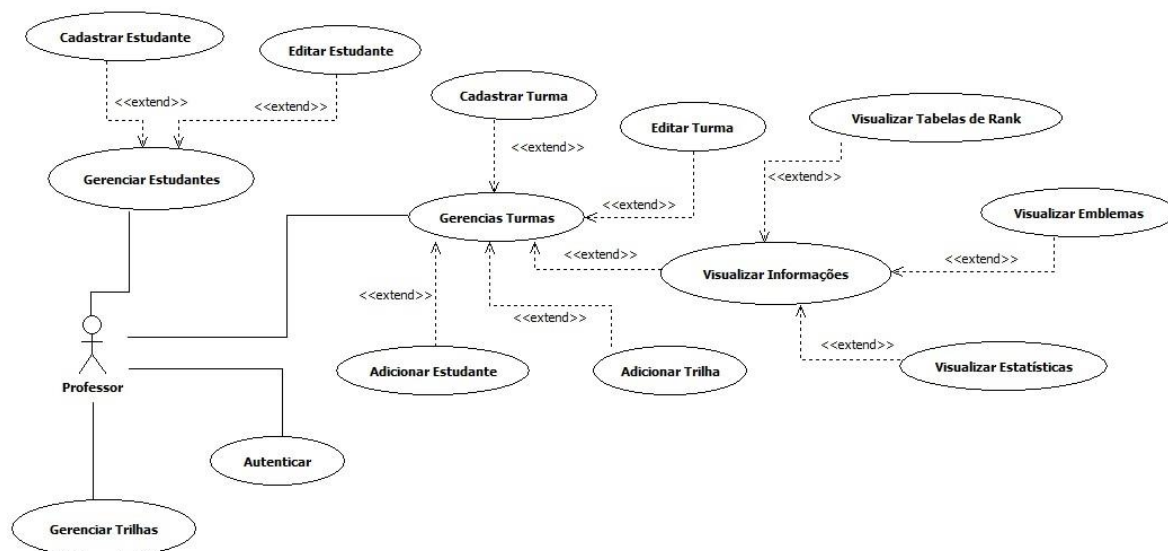 Cadastrar Estudante
Editar Estudante
<<extend>>
<<extend>>
Cadastrar Turma
Editar Turma
Visualizar Tabelas de Rank
<<extend>>
<<extend>>
Gerenciar Estudantes
<<extend>>
Gerencias Turmas
Visualizar Emblemas
<<extend>>
<<extend>>
Visualizar Informações
<<extend>>
<<extend>>
<<extend>>
<<extend>>
Adicionar Estudante
Adicionar Trilha
Visualizar Estatísticas
Professor
Autenticar
Gerenciar Trilhas